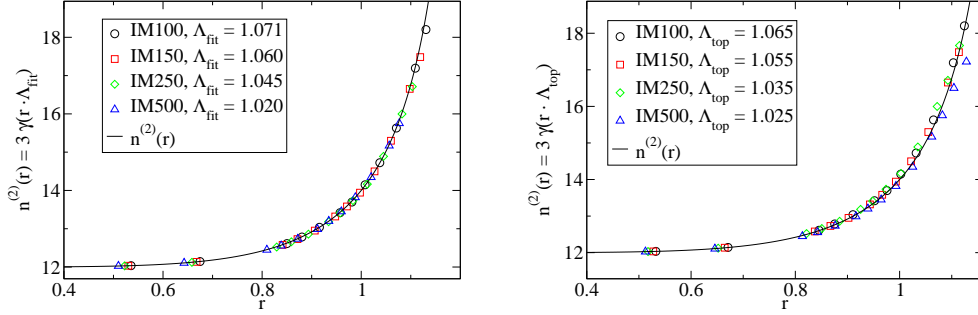 n⁽²⁾(r) = 3 γ(r · Λ_fit)
18
16
14
12
IM100, Λ_fit = 1.071
IM150, Λ_fit = 1.060
IM250, Λ_fit = 1.045
IM500, Λ_fit = 1.020
n⁽²⁾(r)
0.4 0.6 0.8 1
r
n⁽²⁾(r) = 3 γ(r · Λ_top)
18
16
14
12
IM100, Λ_top = 1.065
IM150, Λ_top = 1.055
IM250, Λ_top = 1.035
IM500, Λ_top = 1.025
n⁽²⁾(r)
0.4 0.6 0.8 1
r